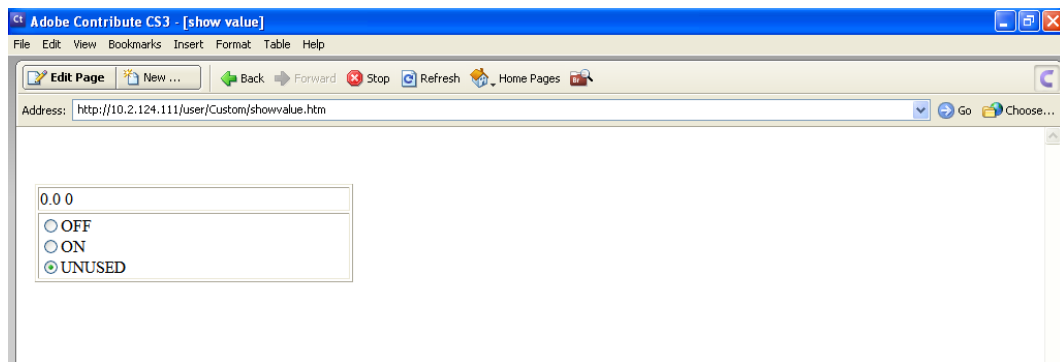 Ct Adobe Contribute CS3 - [show value]
File Edit View Bookmarks Insert Format Table Help
Edit Page New ... Back Forward Stop Refresh Home Pages
Address: http://10.2.124.111/user/Custom/showvalue.htm Go Choose...
0.0 0
OFF
ON
UNUSED